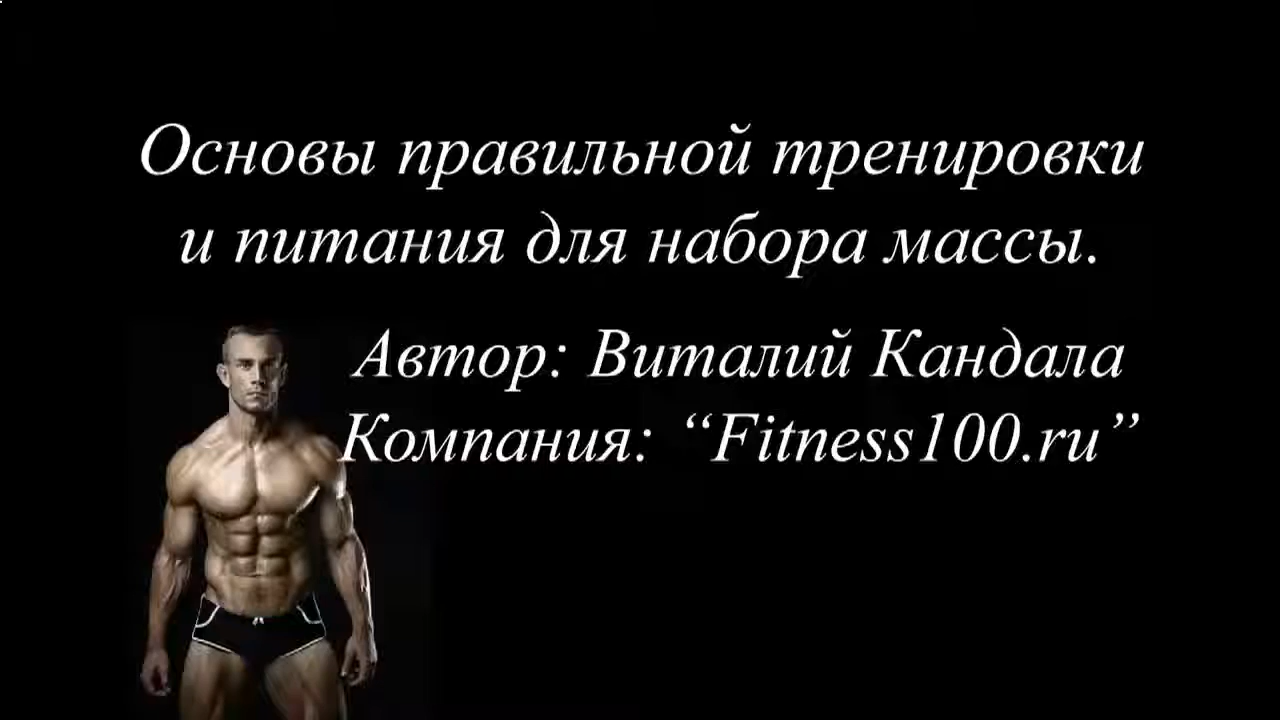 Основы правильной тренировки
и питания для набора массы.
Автор: Виталий Кандала
Компания: “Fitness100.ru”